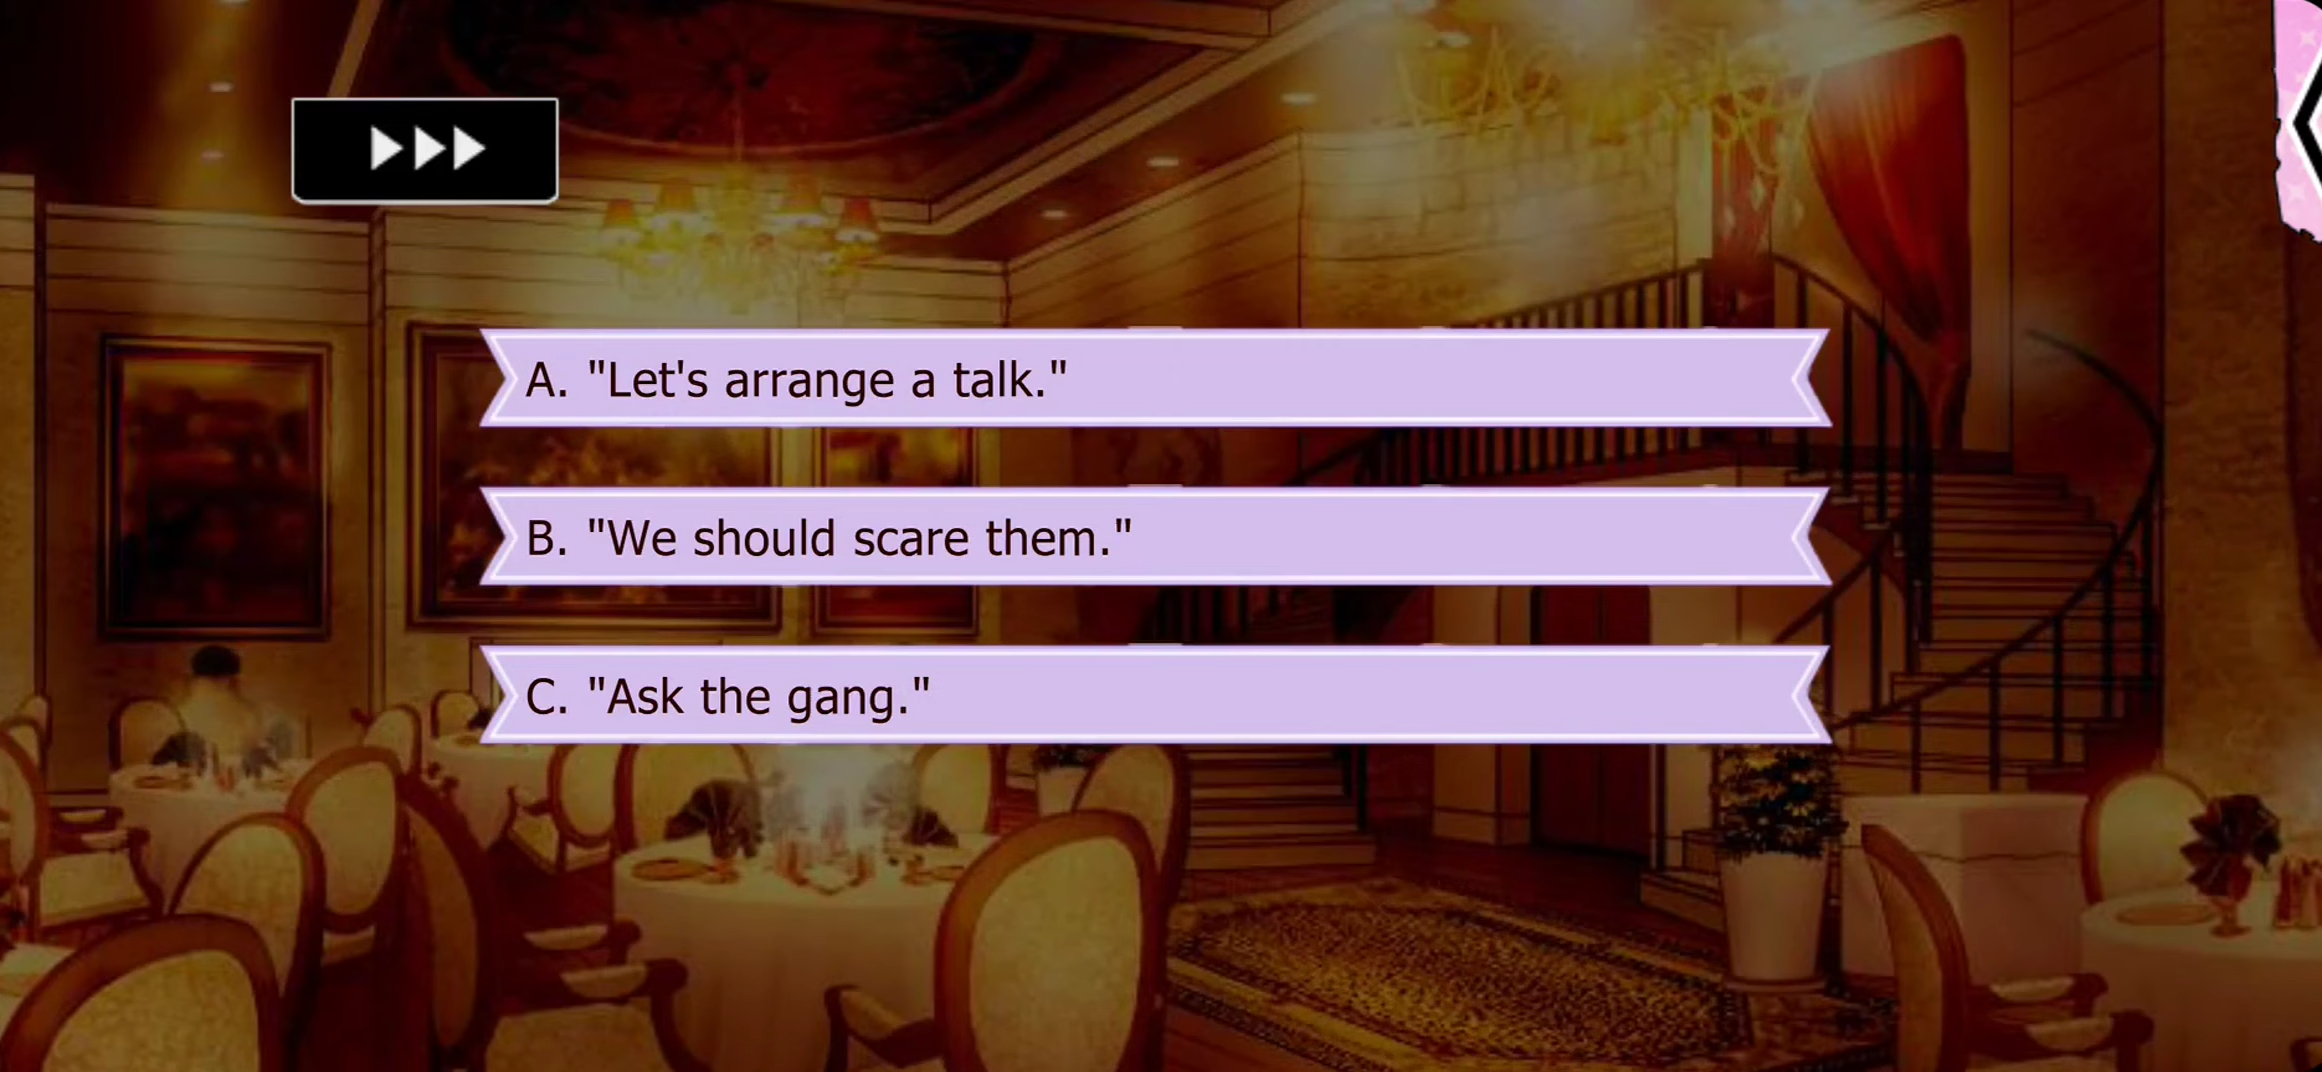 A. "Let's arrange a talk."
B. "We should scare them."
C. "Ask the gang."